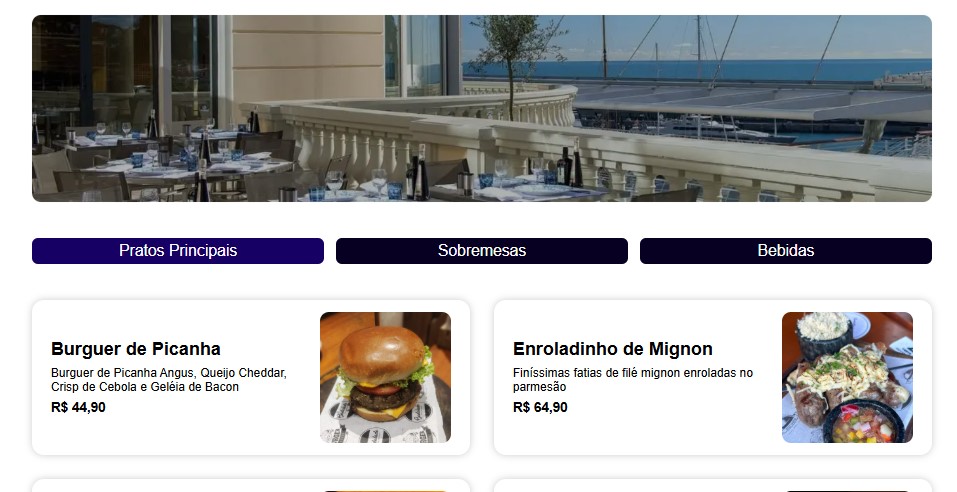 Pratos Principais
Sobremesas
Bebidas
Burguer de Picanha
Burguer de Picanha Angus, Queijo Cheddar,
Crisp de Cebola e Geléia de Bacon
R$ 44,90
Enroladinho de Mignon
Finíssimas fatias de filé mignon enroladas no
parmesão
R$ 64,90